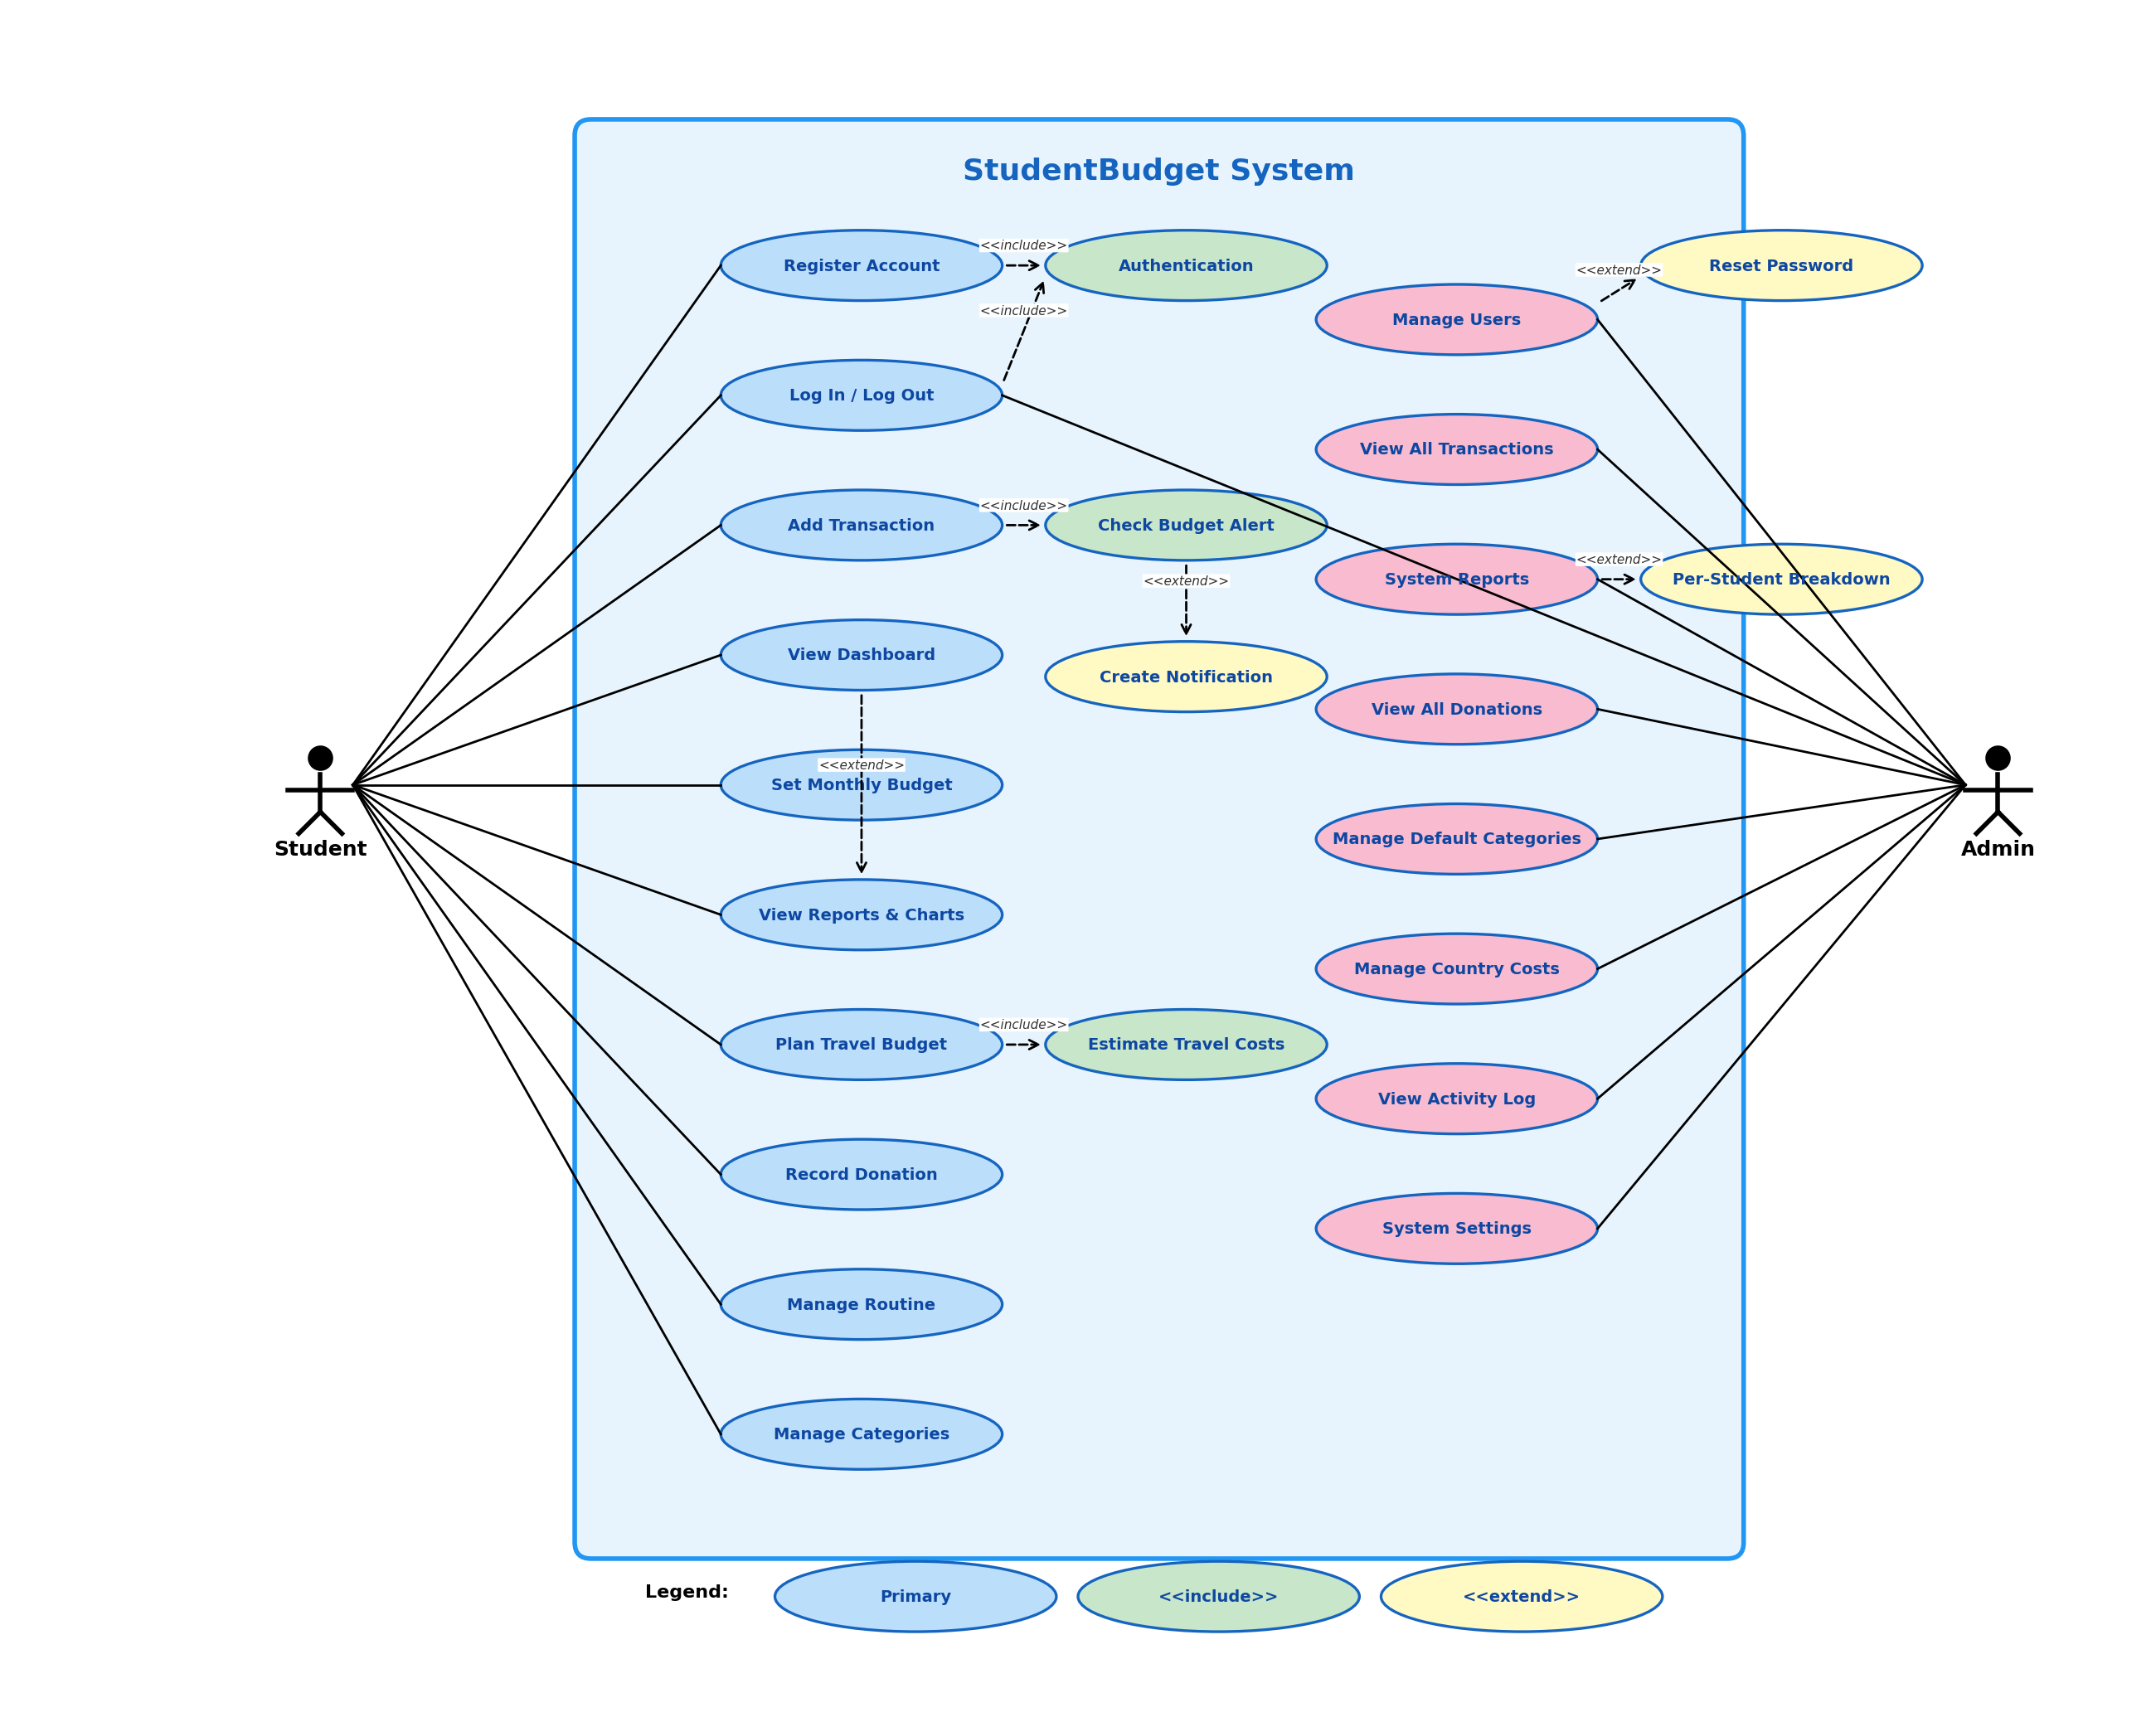 StudentBudget System
Register Account
<<include>>
Authentication
<<extend>>
Reset Password
<<include>>
Manage Users
Log In / Log Out
View All Transactions
Add Transaction
<<include>>
Check Budget Alert
<<extend>>
System Reports
<<extend>>
Per-Student Breakdown
View Dashboard
Create Notification
View All Donations
<<extend>>
Set Monthly Budget
Student
Admin
Manage Default Categories
View Reports & Charts
Manage Country Costs
Plan Travel Budget
<<include>>
Estimate Travel Costs
View Activity Log
Record Donation
System Settings
Manage Routine
Manage Categories
Legend:
Primary
<<include>>
<<extend>>